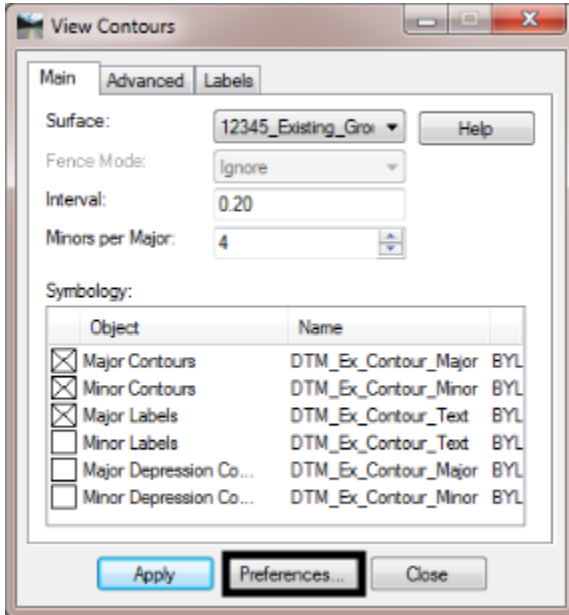 View Contours
Main Advanced Labels
Surface: 12345_Existing_Gro Help
Fence Mode: Ignore
Interval: 0.20
Minors per Major: 4
Symbology:
Object Name
Major Contours DTM_Ex_Contour_Major BYL
Minor Contours DTM_Ex_Contour_Minor BYL
Major Labels DTM_Ex_Contour_Text BYL
Minor Labels DTM_Ex_Contour_Text BYL
Major Depression Co... DTM_Ex_Contour_Major BYL
Minor Depression Co... DTM_Ex_Contour_Minor BYL
Apply Preferences... Close